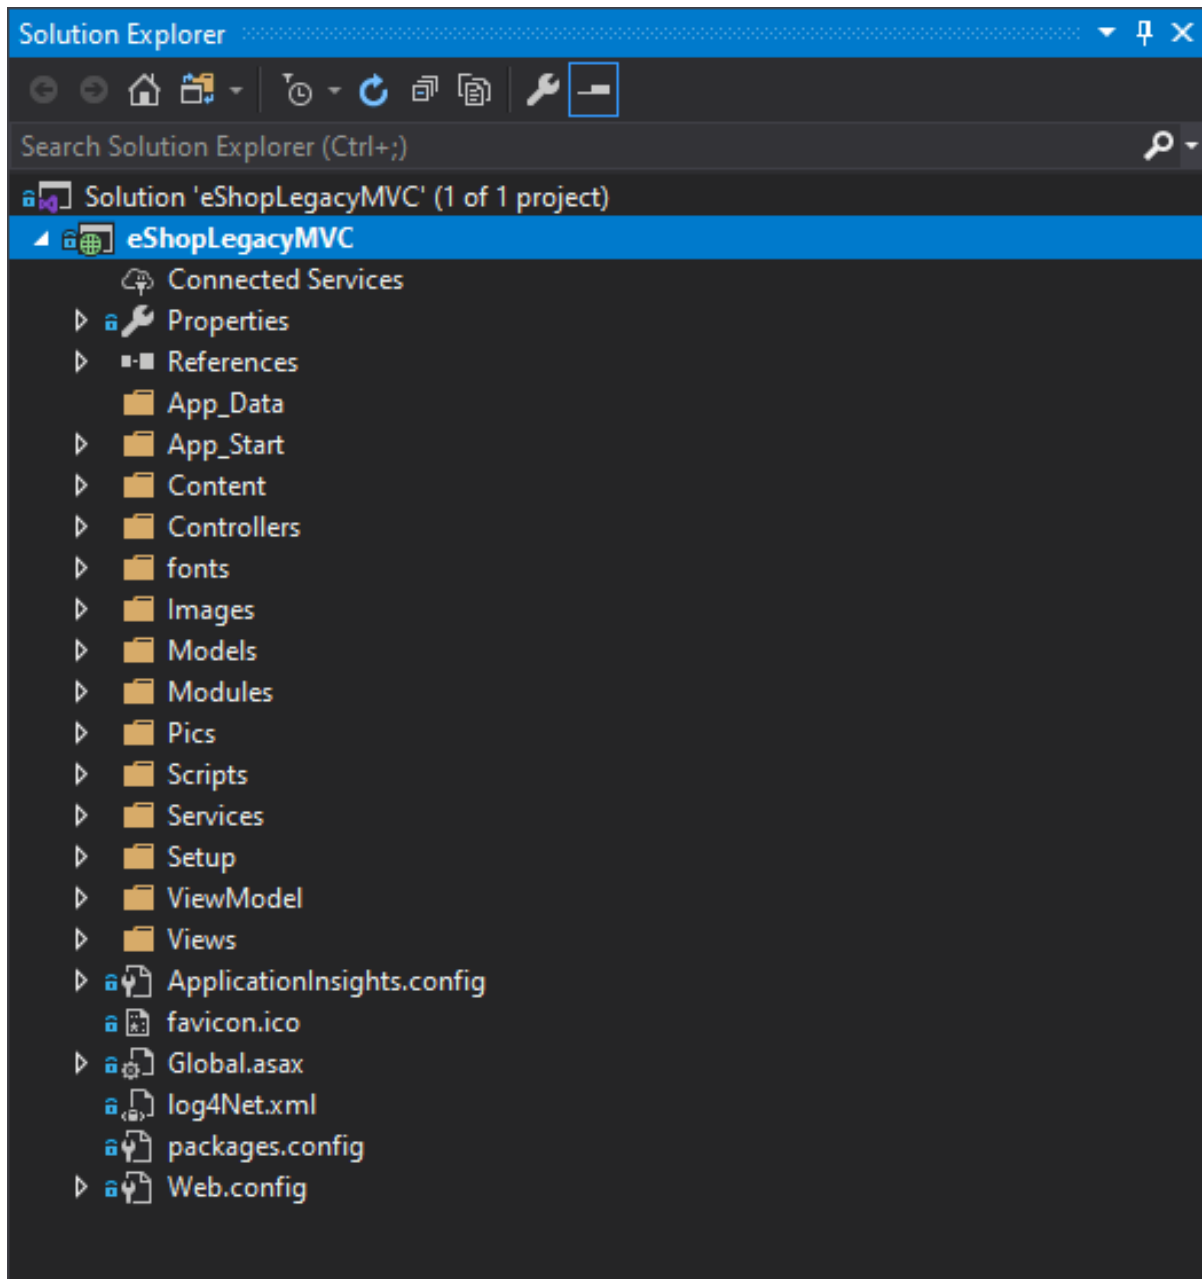 Solution Explorer
Search Solution Explorer (Ctrl+;)
Solution 'eShopLegacyMVC' (1 of 1 project)
eShopLegacyMVC
Connected Services
Properties
References
App_Data
App_Start
Content
Controllers
fonts
Images
Models
Modules
Pics
Scripts
Services
Setup
ViewModel
Views
ApplicationInsights.config
favicon.ico
Global.asax
log4Net.xml
packages.config
Web.config